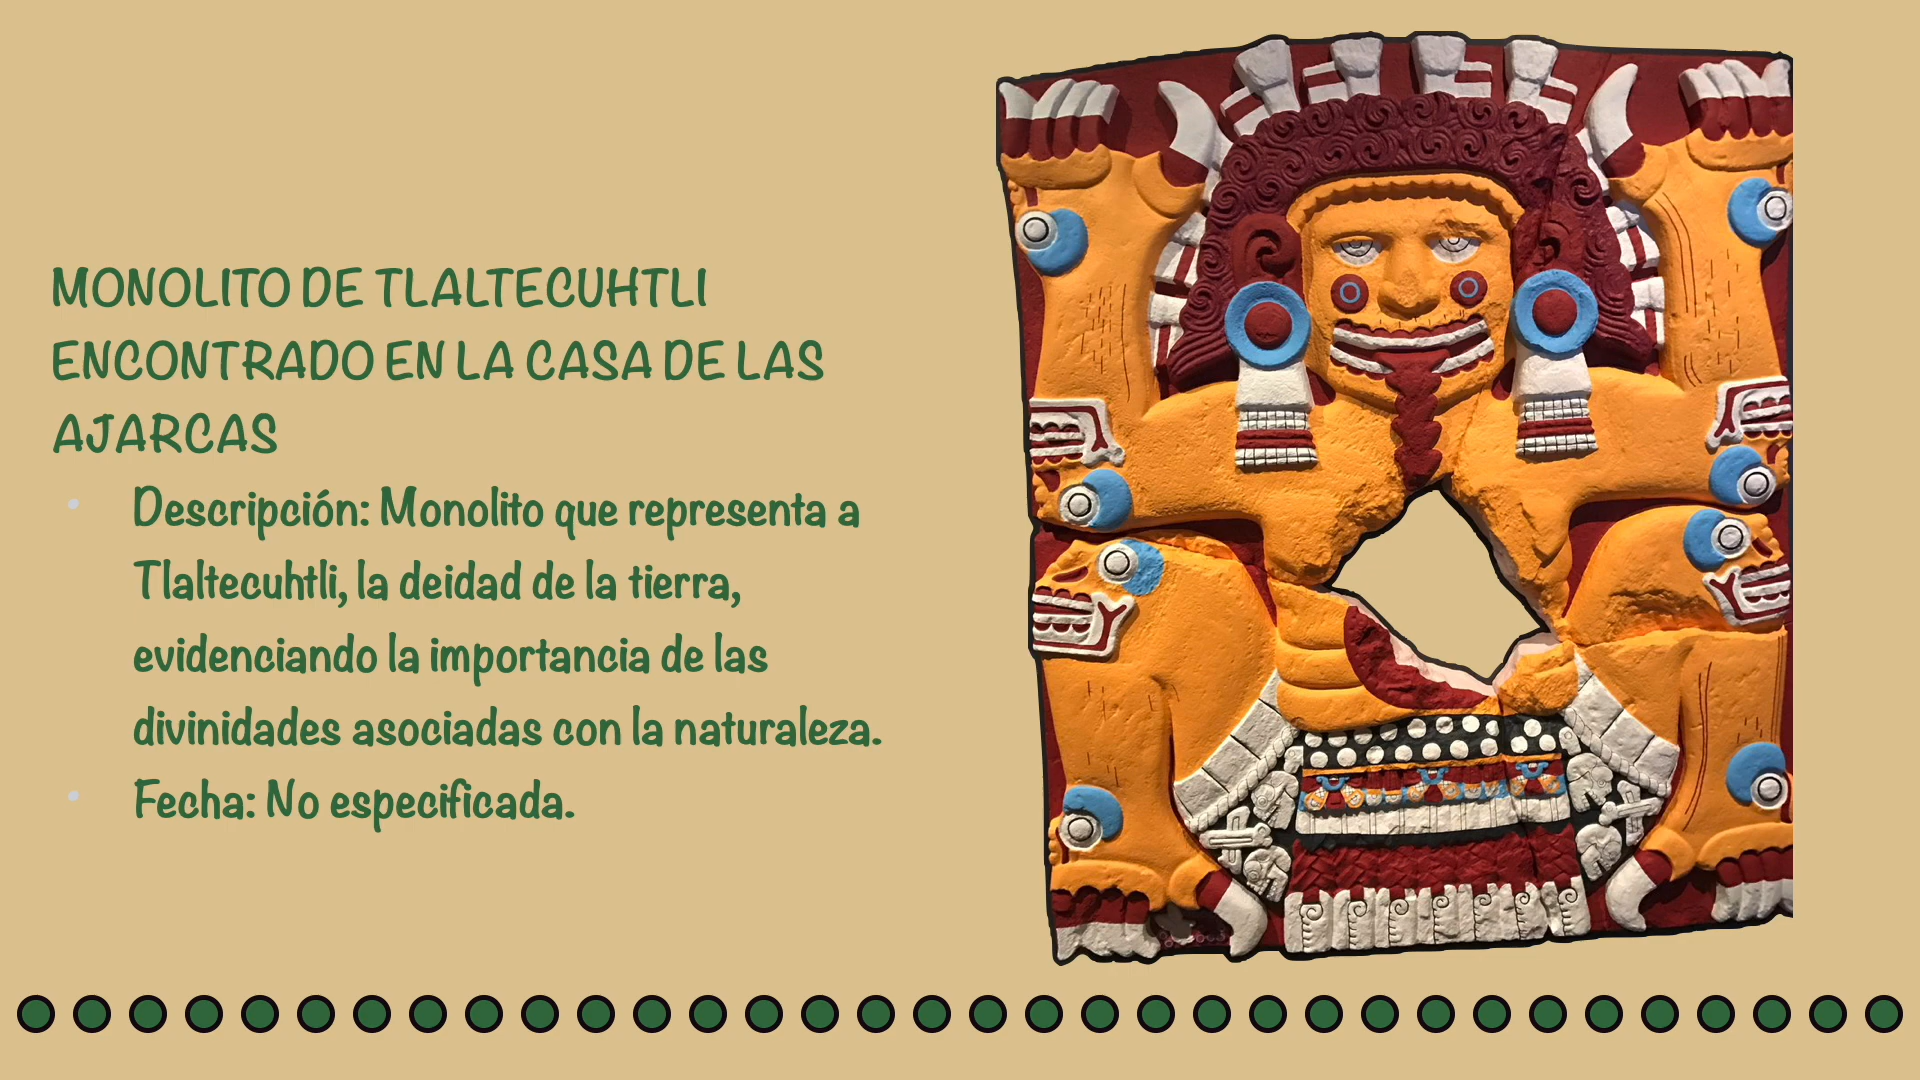 MONOLITO DE TLALTECUHTLI
ENCONTRADO EN LA CASA DE LAS
AJARCAS
• Descripción: Monolito que representa a
Tlaltecuhtli, la deidad de la tierra,
evidenciando la importancia de las
divinidades asociadas con la naturaleza.
• Fecha: No especificada.